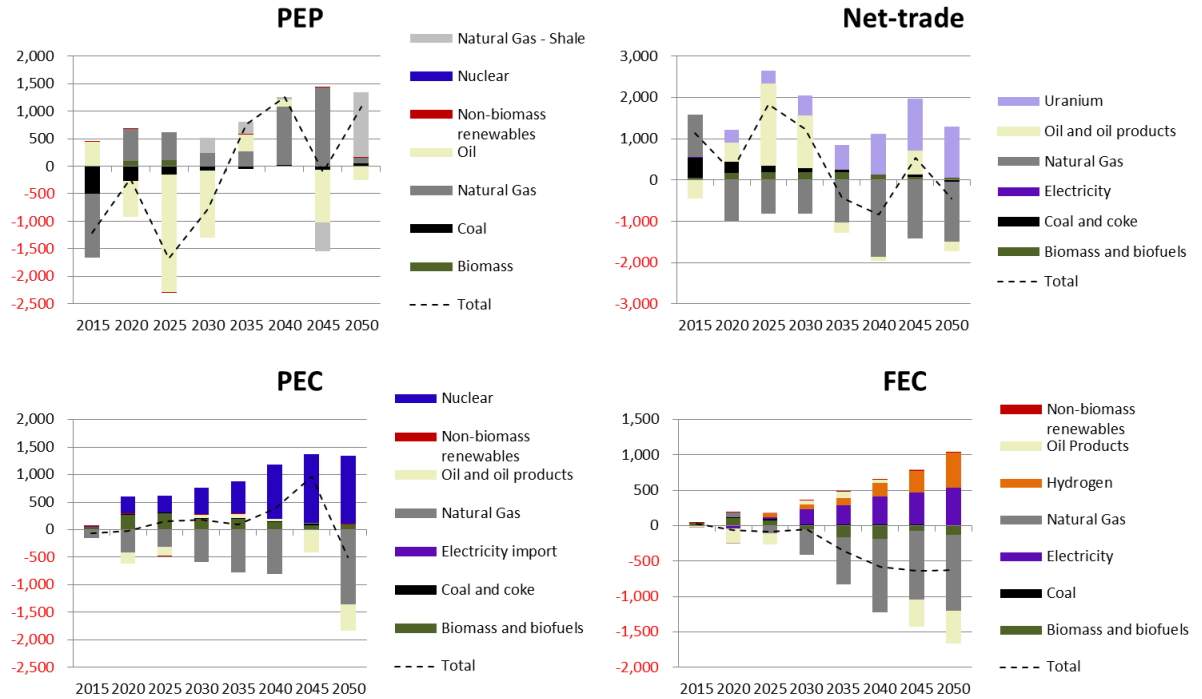 PEP
2,000
1,500
1,000
500
0
-500
-1,000
-1,500
-2,000
-2,500
2015 2020 2025 2030 2035 2040 2045 2050
Natural Gas - Shale
Nuclear
Non-biomass
renewables
Oil
Natural Gas
Coal
Biomass
Total
Net-trade
3,000
2,000
1,000
0
-1,000
-2,000
-3,000
2015 2020 2025 2030 2035 2040 2045 2050
Uranium
Oil and oil products
Natural Gas
Electricity
Coal and coke
Biomass and biofuels
Total
PEC
2,000
1,500
1,000
500
0
-500
-1,000
-1,500
-2,000
-2,500
2015 2020 2025 2030 2035 2040 2045 2050
Nuclear
Non-biomass
renewables
Oil and oil products
Natural Gas
Electricity import
Coal and coke
Biomass and biofuels
Total
FEC
1,500
1,000
500
0
-500
-1,000
-1,500
-2,000
2015 2020 2025 2030 2035 2040 2045 2050
Non-biomass
renewables
Oil Products
Hydrogen
Natural Gas
Electricity
Coal
Biomass and biofuels
Total